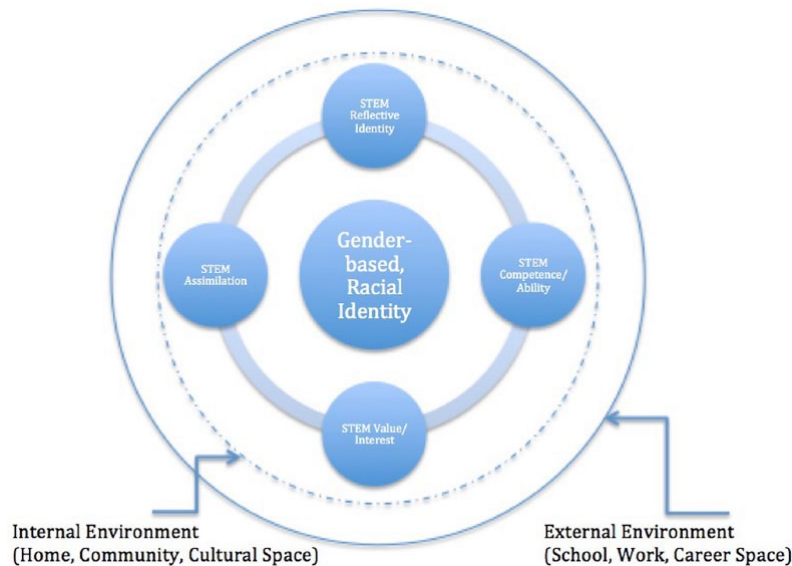 STEM
Reflective
Identity
Gender-
based,
Racial
Identity
STEM
Assimilation
STEM
Competence/
Ability
STEM Value/
Interest
Internal Environment
(Home, Community, Cultural Space)
External Environment
(School, Work, Career Space)